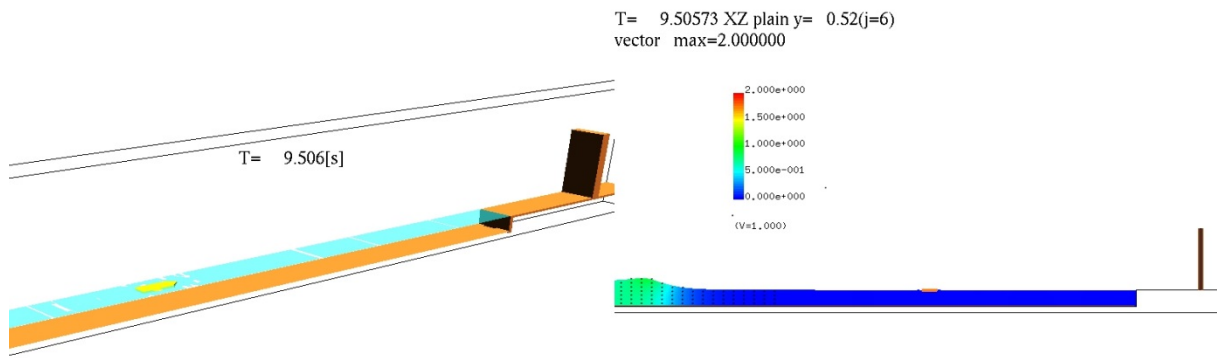 T= 9.506[s]
T= 9.50573 XZ plain y= 0.52(j=6)
vector max=2.000000
2.000e+000
1.500e+000
1.000e+000
5.000e-001
0.000e+000
(V=1.000)